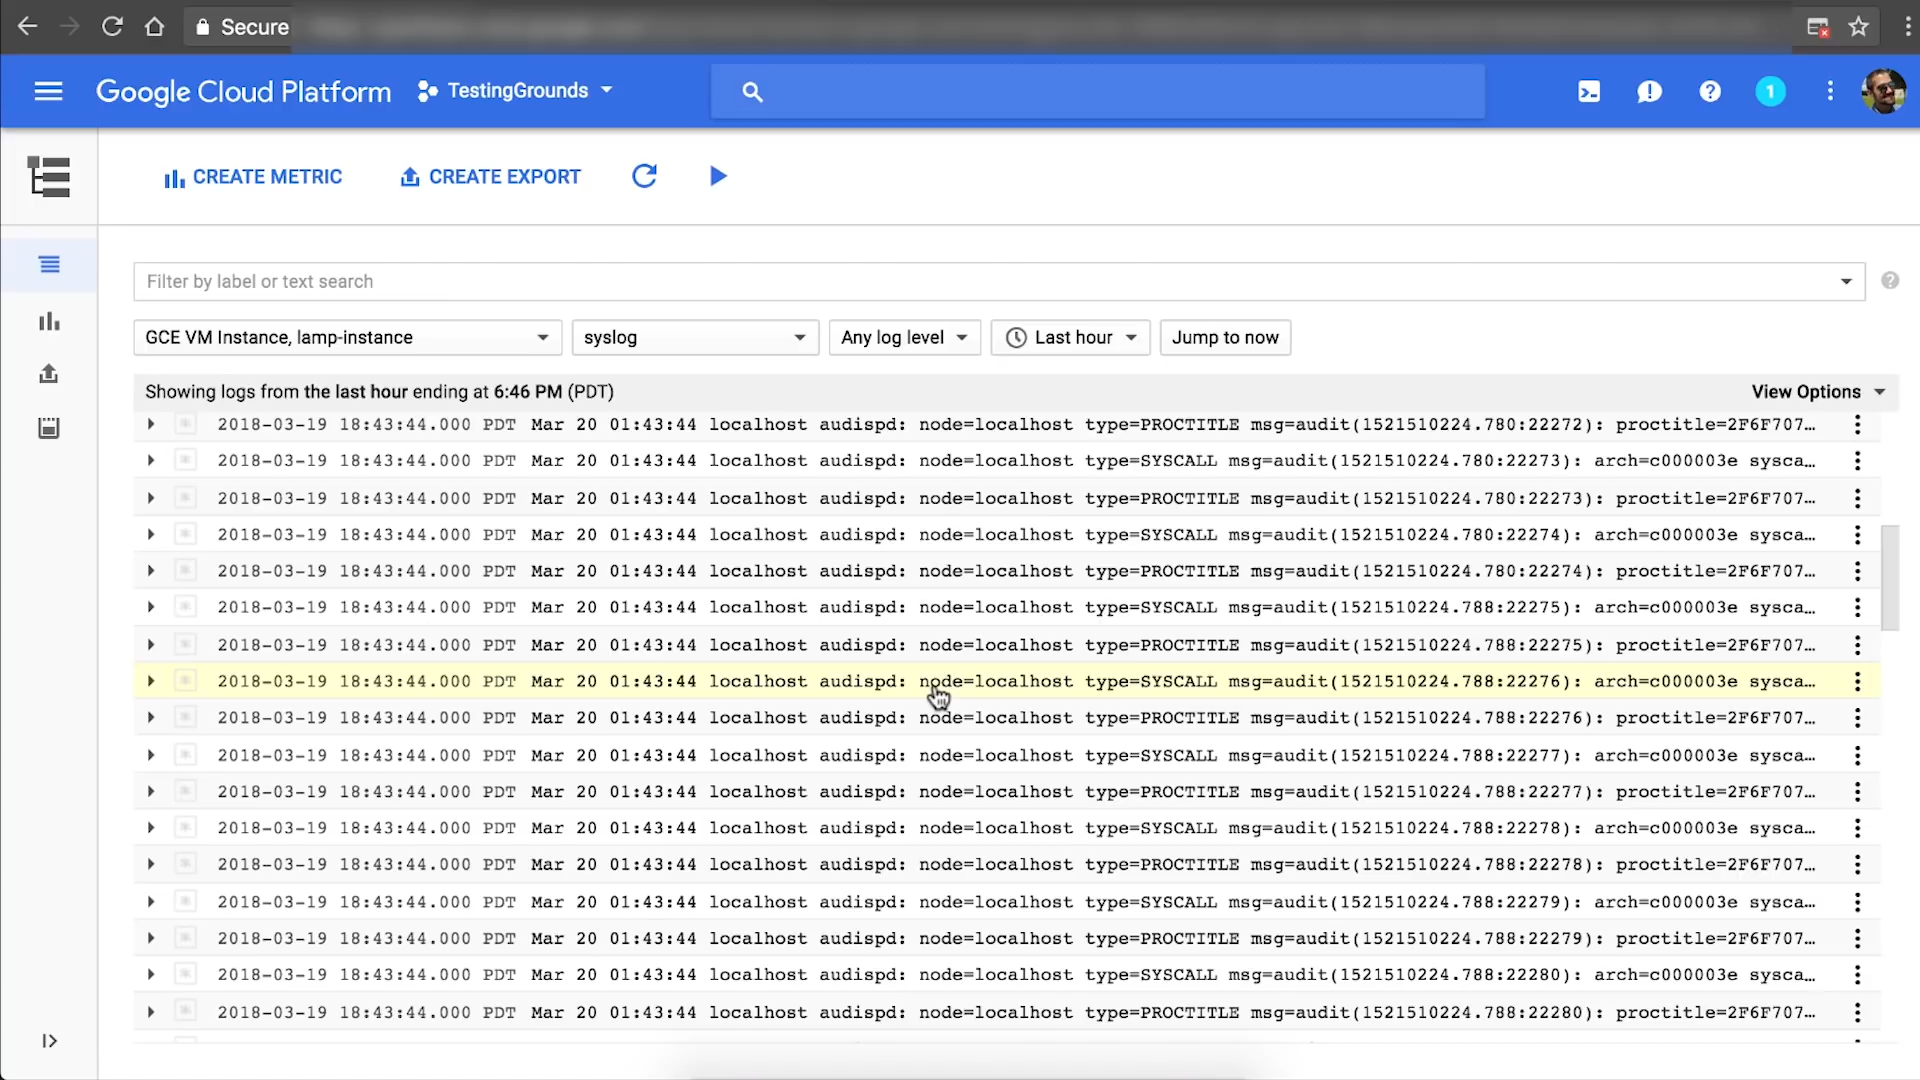 Secure
Google Cloud Platform TestingGrounds 1
CREATE METRIC CREATE EXPORT
Filter by label or text search
GCE VM Instance, lamp-instance syslog Any log level Last hour Jump to now
Showing logs from the last hour ending at 6:46 PM (PDT) View Options
2018-03-19 18:43:44.000 PDT Mar 20 01:43:44 localhost audispd: node=localhost type=PROCTITLE msg=audit(1521510224.780:22272): proctitle=2F6F707…
2018-03-19 18:43:44.000 PDT Mar 20 01:43:44 localhost audispd: node=localhost type=SYSCALL msg=audit(1521510224.780:22273): arch=c000003e sysca…
2018-03-19 18:43:44.000 PDT Mar 20 01:43:44 localhost audispd: node=localhost type=PROCTITLE msg=audit(1521510224.780:22273): proctitle=2F6F707…
2018-03-19 18:43:44.000 PDT Mar 20 01:43:44 localhost audispd: node=localhost type=SYSCALL msg=audit(1521510224.780:22274): arch=c000003e sysca…
2018-03-19 18:43:44.000 PDT Mar 20 01:43:44 localhost audispd: node=localhost type=PROCTITLE msg=audit(1521510224.780:22274): proctitle=2F6F707…
2018-03-19 18:43:44.000 PDT Mar 20 01:43:44 localhost audispd: node=localhost type=SYSCALL msg=audit(1521510224.788:22275): arch=c000003e sysca…
2018-03-19 18:43:44.000 PDT Mar 20 01:43:44 localhost audispd: node=localhost type=PROCTITLE msg=audit(1521510224.788:22275): proctitle=2F6F707…
2018-03-19 18:43:44.000 PDT Mar 20 01:43:44 localhost audispd: node=localhost type=SYSCALL msg=audit(1521510224.788:22276): arch=c000003e sysca…
2018-03-19 18:43:44.000 PDT Mar 20 01:43:44 localhost audispd: node=localhost type=PROCTITLE msg=audit(1521510224.788:22276): proctitle=2F6F707…
2018-03-19 18:43:44.000 PDT Mar 20 01:43:44 localhost audispd: node=localhost type=SYSCALL msg=audit(1521510224.788:22277): arch=c000003e sysca…
2018-03-19 18:43:44.000 PDT Mar 20 01:43:44 localhost audispd: node=localhost type=PROCTITLE msg=audit(1521510224.788:22277): proctitle=2F6F707…
2018-03-19 18:43:44.000 PDT Mar 20 01:43:44 localhost audispd: node=localhost type=SYSCALL msg=audit(1521510224.788:22278): arch=c000003e sysca…
2018-03-19 18:43:44.000 PDT Mar 20 01:43:44 localhost audispd: node=localhost type=PROCTITLE msg=audit(1521510224.788:22278): proctitle=2F6F707…
2018-03-19 18:43:44.000 PDT Mar 20 01:43:44 localhost audispd: node=localhost type=SYSCALL msg=audit(1521510224.788:22279): arch=c000003e sysca…
2018-03-19 18:43:44.000 PDT Mar 20 01:43:44 localhost audispd: node=localhost type=PROCTITLE msg=audit(1521510224.788:22279): proctitle=2F6F707…
2018-03-19 18:43:44.000 PDT Mar 20 01:43:44 localhost audispd: node=localhost type=SYSCALL msg=audit(1521510224.788:22280): arch=c000003e sysca…
2018-03-19 18:43:44.000 PDT Mar 20 01:43:44 localhost audispd: node=localhost type=PROCTITLE msg=audit(1521510224.788:22280): proctitle=2F6F707…